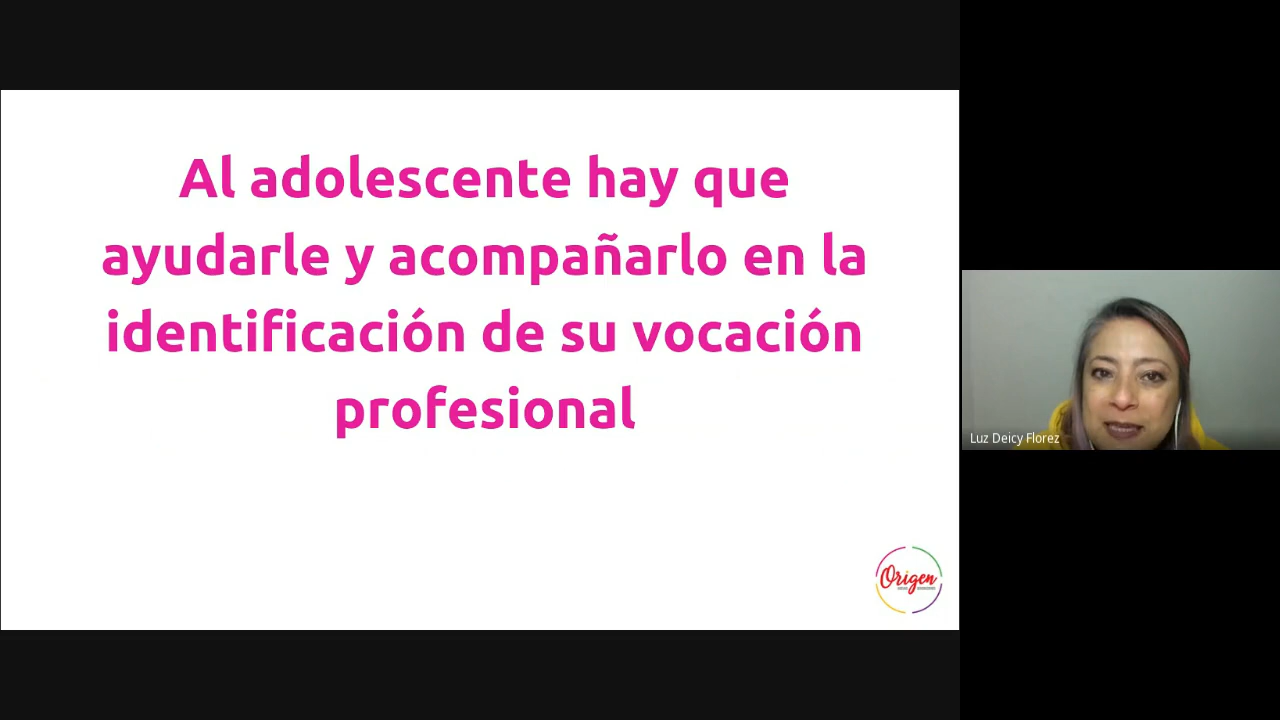 Al adolescente hay que
ayudarle y acompañarlo en la
identificación de su vocación
profesional
Luz Deicy Florez
Origen